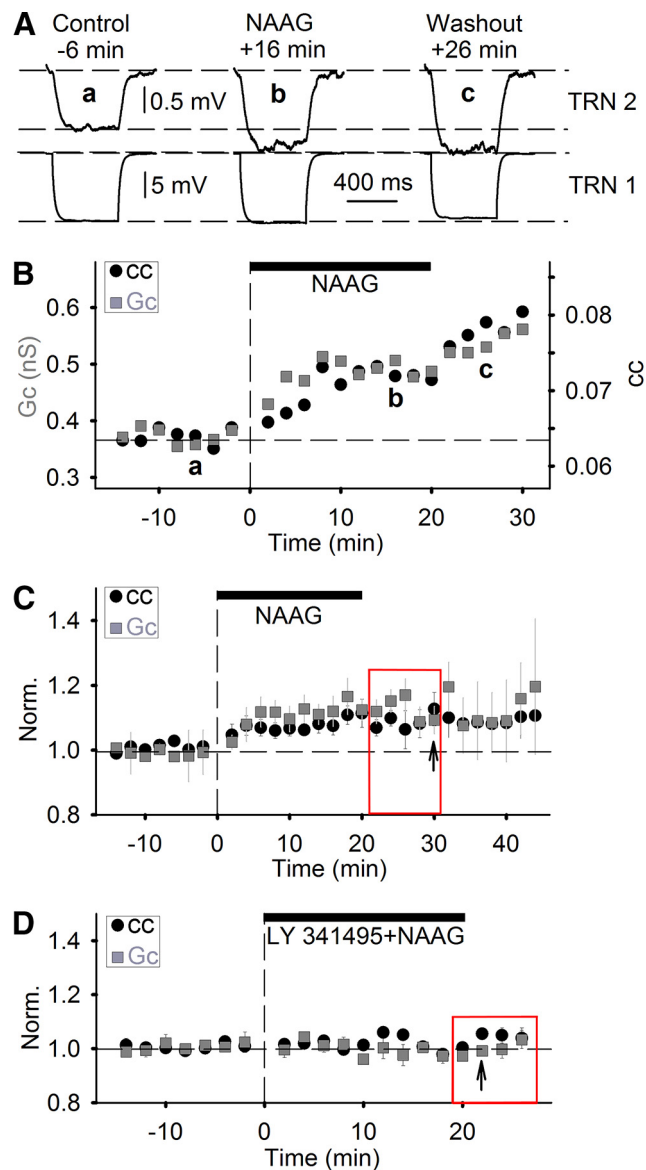 A
Control NAAG Washout
-6 min +16 min +26 min
a 0.5 mV b c TRN 2
5 mV 400 ms TRN 1
B
cc
Gc
NAAG
0.6
0.5
0.4
0.3
Gc (nS)
0.08
0.07
0.06
cc
a b c
-10 0 10 20 30
Time (min)
C
cc
Gc
NAAG
1.4
1.2
1.0
0.8
Norm.
-10 0 10 20 30 40
Time (min)
D
cc
Gc
LY 341495+NAAG
1.4
1.2
1.0
0.8
Norm.
-10 0 10 20
Time (min)